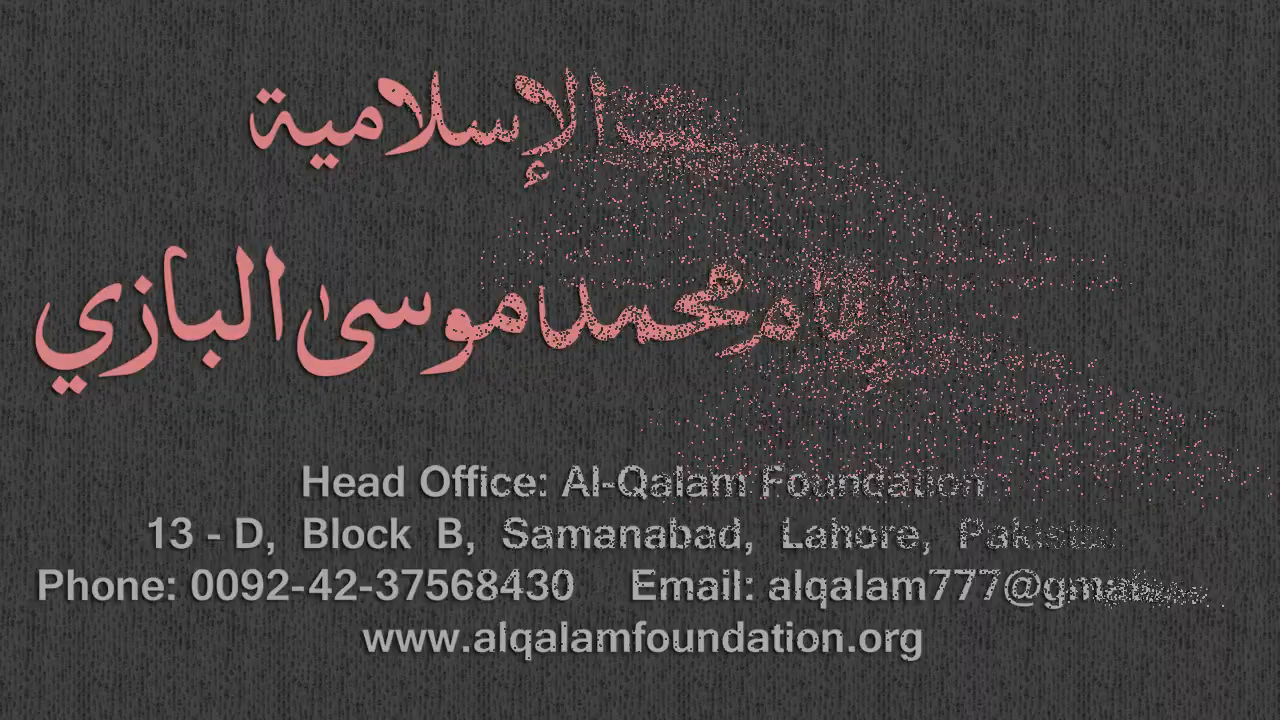 الإسلامية
محمد موسىٰ البازي
Head Office: Al-Qalam Foundation
13 - D, Block B, Samanabad, Lahore, Pakistan
Phone: 0092-42-37568430 Email:
www.alqalamfoundation.org